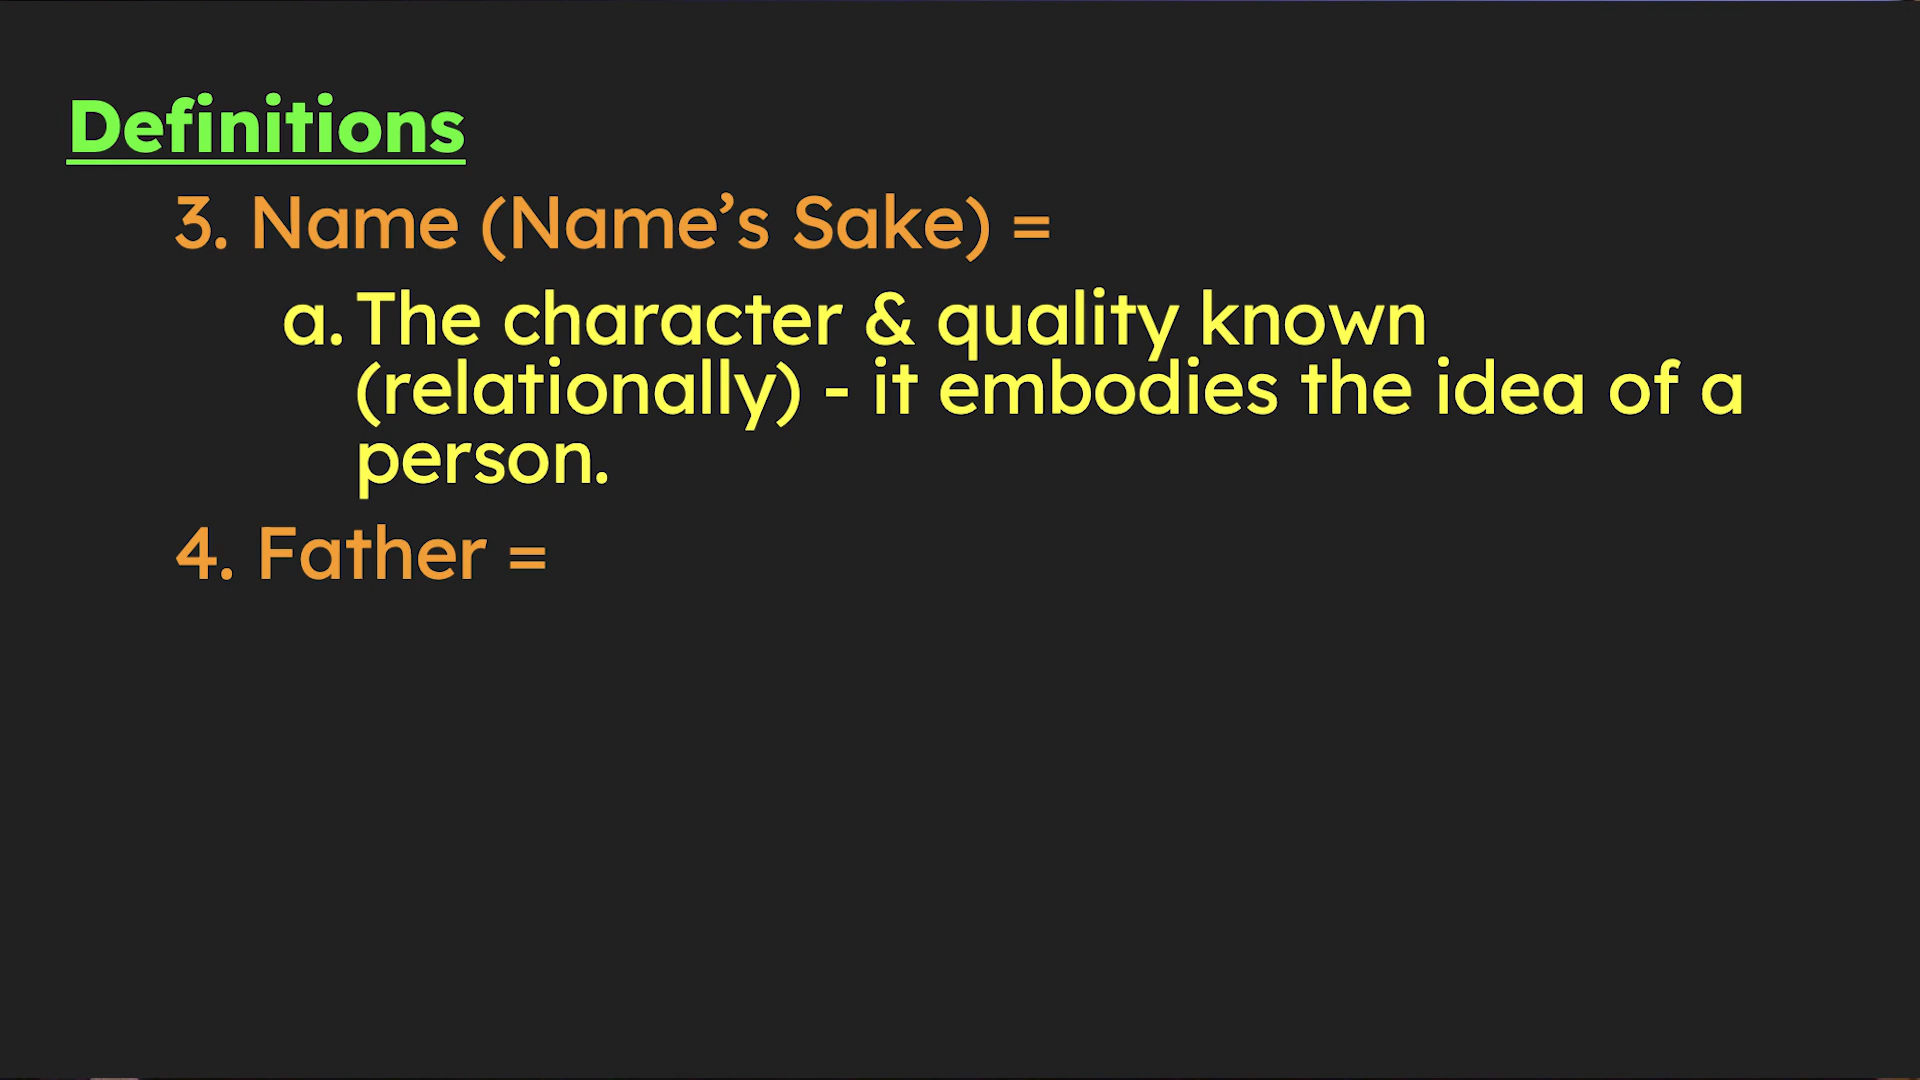 Definitions
3. Name (Name’s Sake) =
a. The character & quality known
(relationally) - it embodies the idea of a
person.
4. Father =